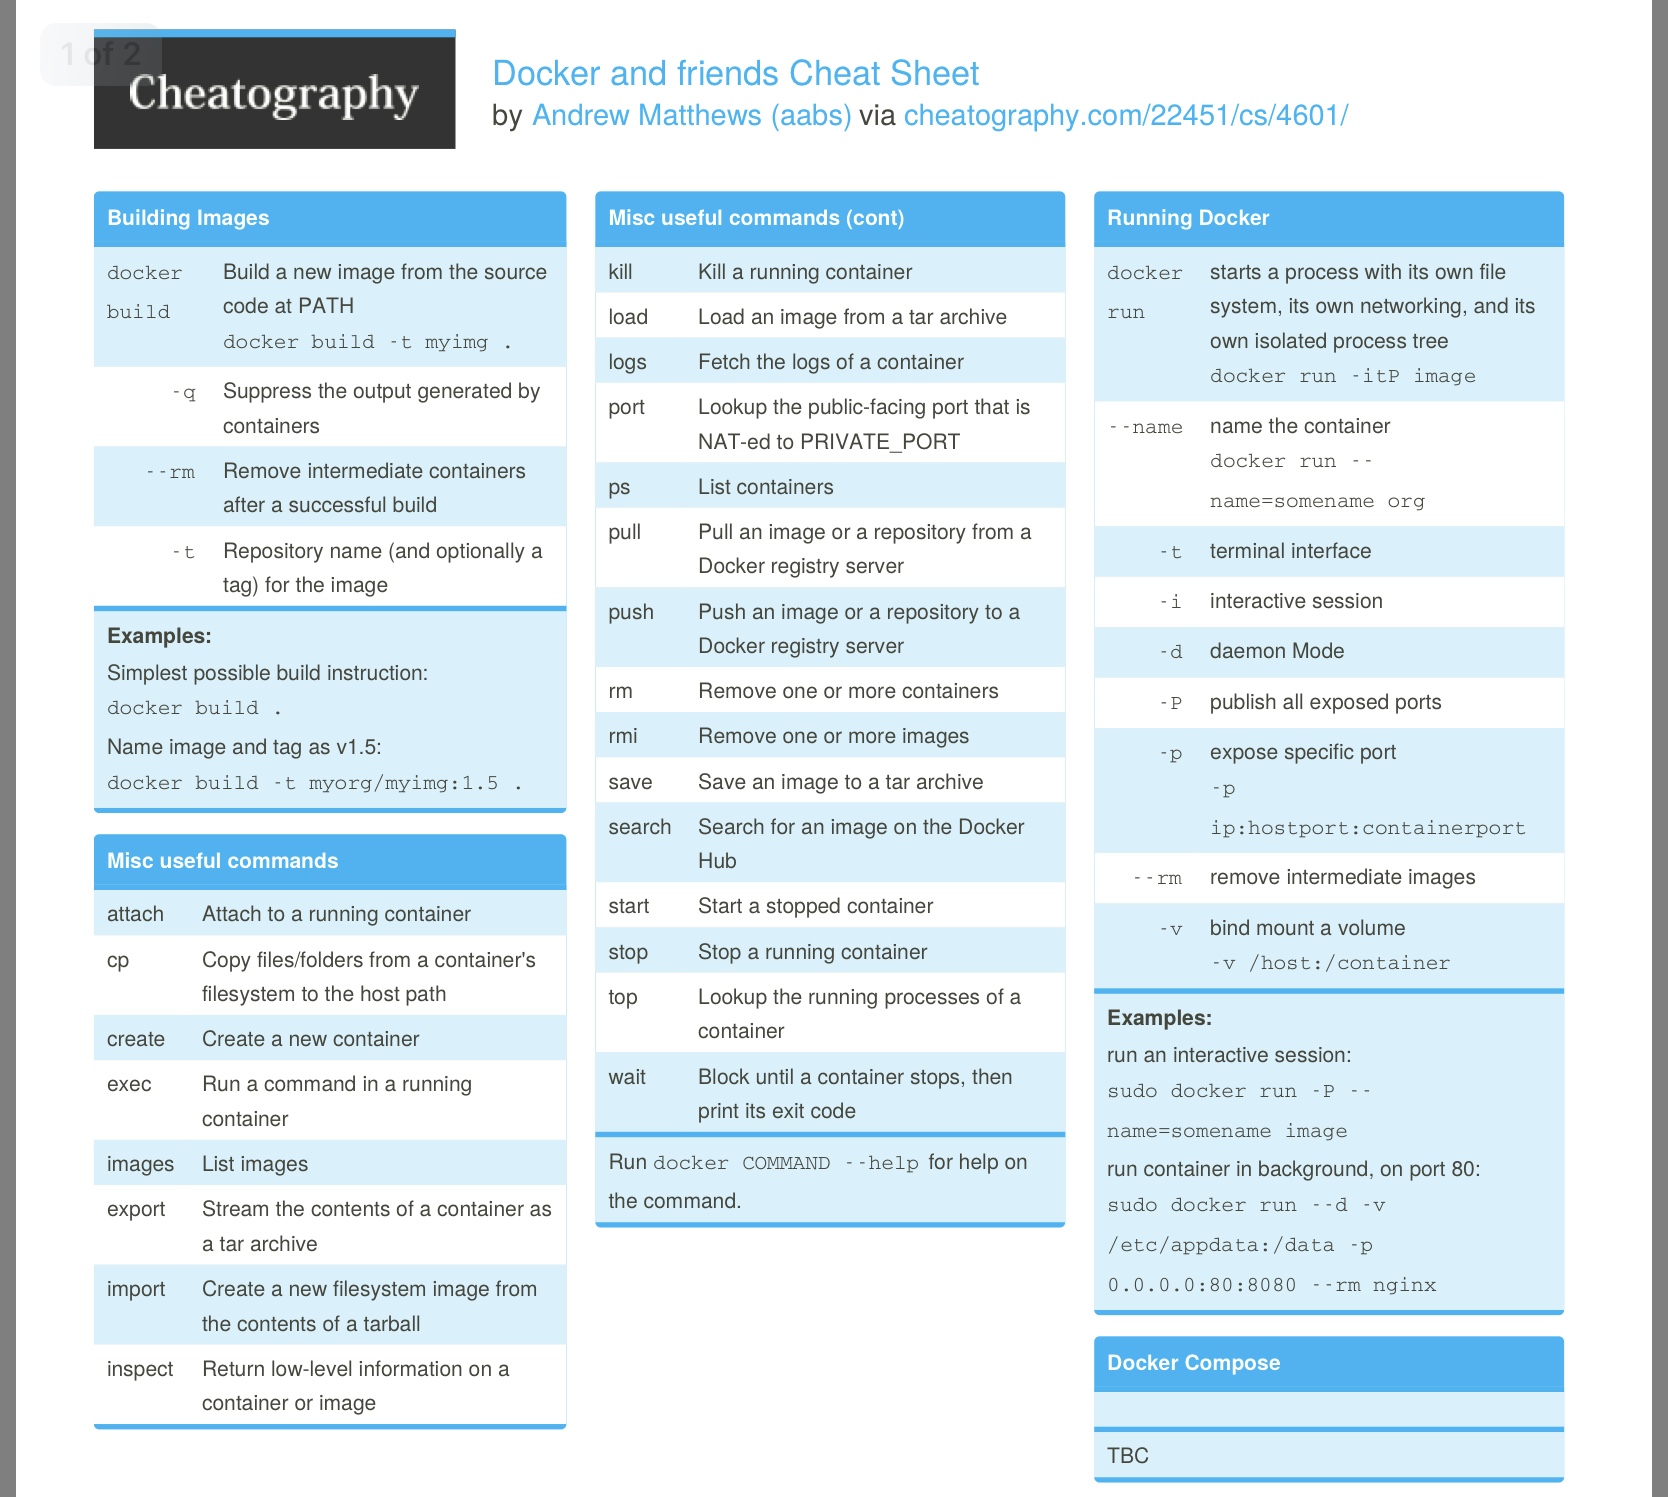 1 of 2
Cheatography
Docker and friends Cheat Sheet
by Andrew Matthews (aabs) via cheatography.com/22451/cs/4601/
Building Images
docker build
Build a new image from the source
code at PATH
docker build -t myimg .
-q
Suppress the output generated by
containers
--rm
Remove intermediate containers
after a successful build
-t
Repository name (and optionally a
tag) for the image
Examples:
Simplest possible build instruction:
docker build .
Name image and tag as v1.5:
docker build -t myorg/myimg:1.5 .
Misc useful commands
attach Attach to a running container
cp Copy files/folders from a container's
filesystem to the host path
create Create a new container
exec Run a command in a running
container
images List images
export Stream the contents of a container as
a tar archive
import Create a new filesystem image from
the contents of a tarball
inspect Return low-level information on a
container or image
Misc useful commands (cont)
kill Kill a running container
load Load an image from a tar archive
logs Fetch the logs of a container
port Lookup the public-facing port that is
NAT-ed to PRIVATE_PORT
ps List containers
pull Pull an image or a repository from a
Docker registry server
push Push an image or a repository to a
Docker registry server
rm Remove one or more containers
rmi Remove one or more images
save Save an image to a tar archive
search Search for an image on the Docker
Hub
start Start a stopped container
stop Stop a running container
top Lookup the running processes of a
container
wait Block until a container stops, then
print its exit code
Run docker COMMAND --help for help on
the command.
Running Docker
docker run
starts a process with its own file
system, its own networking, and its
own isolated process tree
docker run -itP image
--name name the container
docker run --
name=somename org
-t terminal interface
-i interactive session
-d daemon Mode
-P publish all exposed ports
-p expose specific port
-p
ip:hostport:containerport
--rm remove intermediate images
-v bind mount a volume
-v /host:/container
Examples:
run an interactive session:
sudo docker run -P --
name=somename image
run container in background, on port 80:
sudo docker run --d -v
/etc/appdata:/data -p
0.0.0.0:80:8080 --rm nginx
Docker Compose
TBC